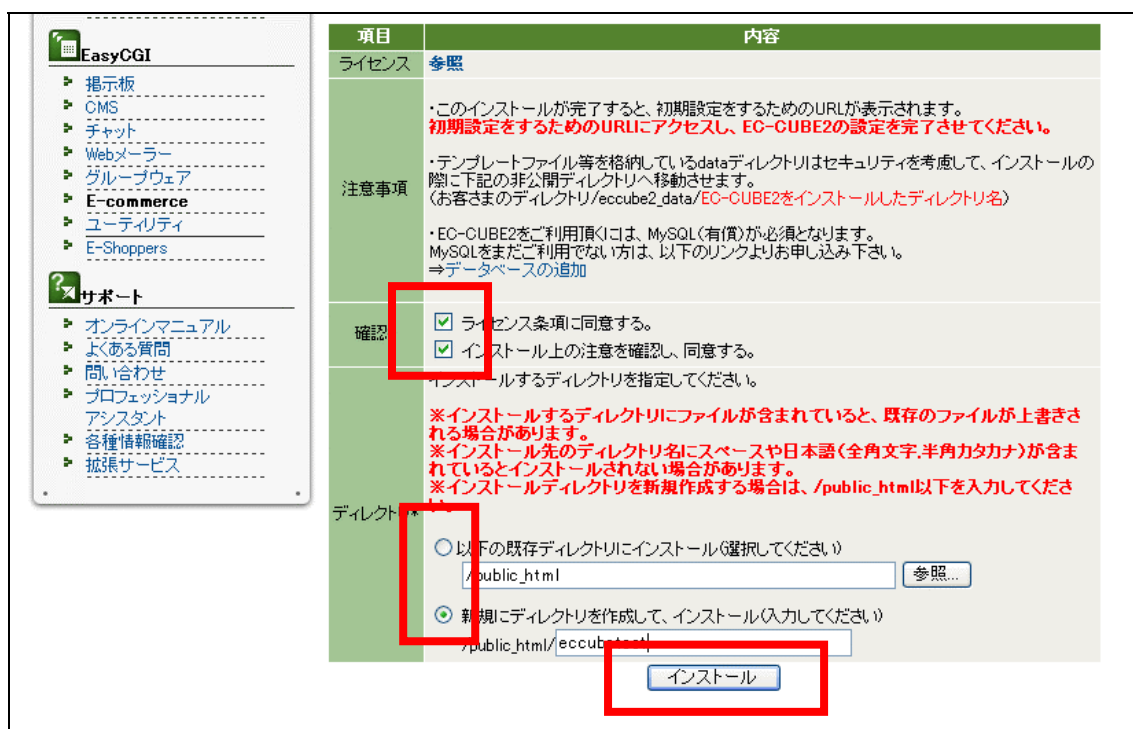 EasyCGI
掲示板
CMS
チャット
Webメーラー
グループウェア
E-commerce
ユーティリティ
E-Shoppers
サポート
オンラインマニュアル
よくある質問
問い合わせ
プロフェッショナル
アシスタント
各種情報確認
拡張サービス
項目 内容
ライセンス 参照
注意事項
・このインストールが完了すると、初期設定をするためのURLが表示されます。
初期設定をするためのURLにアクセスし、EC-CUBE2の設定を完了させてください。
・テンプレートファイル等を格納しているdataディレクトリはセキュリティを考慮して、インストールの
際に下記の非公開ディレクトリへ移動させます。
(お客さまのディレクトリ/eccube2_data/EC-CUBE2をインストールしたディレクトリ名)
・EC-CUBE2をご利用頂くには、MySQL(有償)が必須となります。
MySQLをまだご利用でない方は、以下のリンクよりお申し込み下さい。
⇒データベースの追加
確認
ライセンス条項に同意する。
インストール上の注意を確認し、同意する。
ディレクトリ*
インストールするディレクトリを指定してください。
※インストールするディレクトリにファイルが含まれていると、既存のファイルが上書きさ
れる場合があります。
※インストール先のディレクトリ名にスペースや日本語(全角文字,半角カタカナ)が含ま
れているとインストールされない場合があります。
※インストールディレクトリを新規作成する場合は、/public_html以下を入力してくださ
い。
以下の既存ディレクトリにインストール(選択してください)
/public_html 参照...
新規にディレクトリを作成して、インストール(入力してください)
/public_html/ eccubetest
インストール